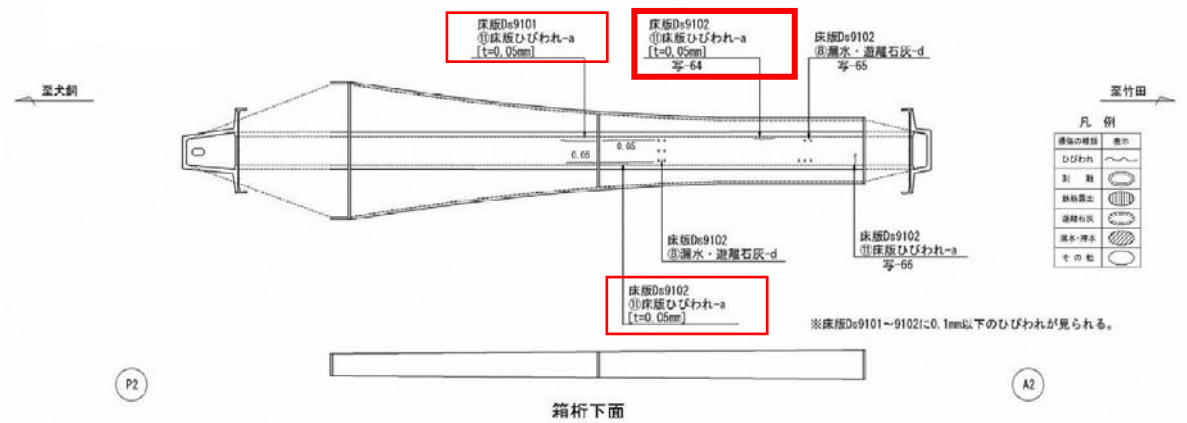 床版Ds9101
⑪床版ひびわれ-a
[t=0.05mm]
床版Ds9102
⑪床版ひびわれ-a
[t=0.05mm]
写-64
床版Ds9102
⑧漏水・遊離石灰-d
写-65
至犬飼
至竹田
凡 例
損傷の種類 表示
ひびわれ
剥 離
鉄筋露出
遊離石灰
漏水・滞水
その他
0.05
0.05
床版Ds9102
⑧漏水・遊離石灰-d
床版Ds9102
⑪床版ひびわれ-a
写-66
床版Ds9102
⑪床版ひびわれ-a
[t=0.05mm]
※床版Ds9101~9102に0.1mm以下のひびわれが見られる。
P2
A2
箱桁下面